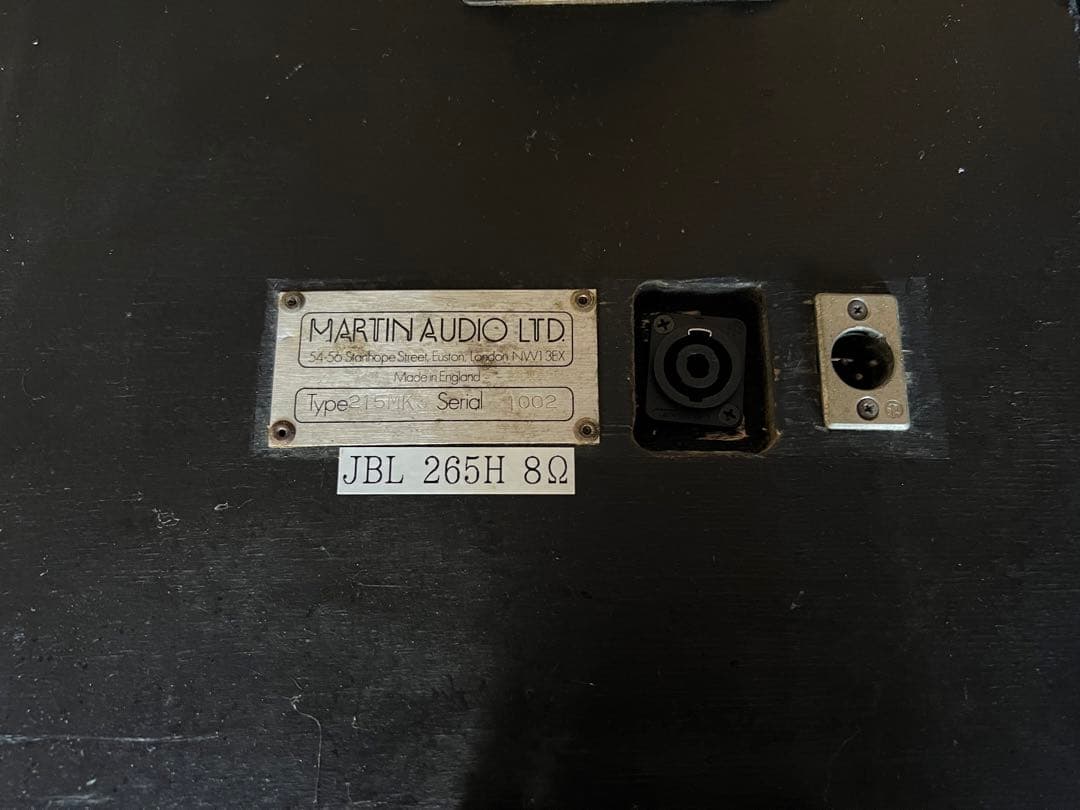 MARTIN AUDIO LTD.
54-56 Stanhope Street, Euston, London NW1 3EX
Made in England
Type 215MK Serial 1002
JBL 265H 8Ω